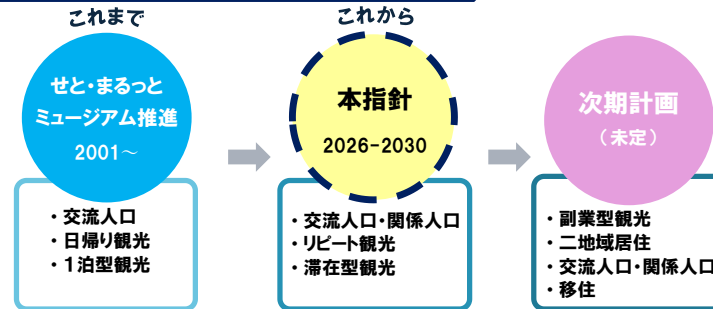 これまで
せと・まるっと
ミュージアム推進
2001～
・交流人口
・日帰り観光
・１泊型観光
これから
本指針
2026-2030
・交流人口・関係人口
・リピート観光
・滞在型観光
次期計画
（未定）
・副業型観光
・二地域居住
・交流人口・関係人口
・移住